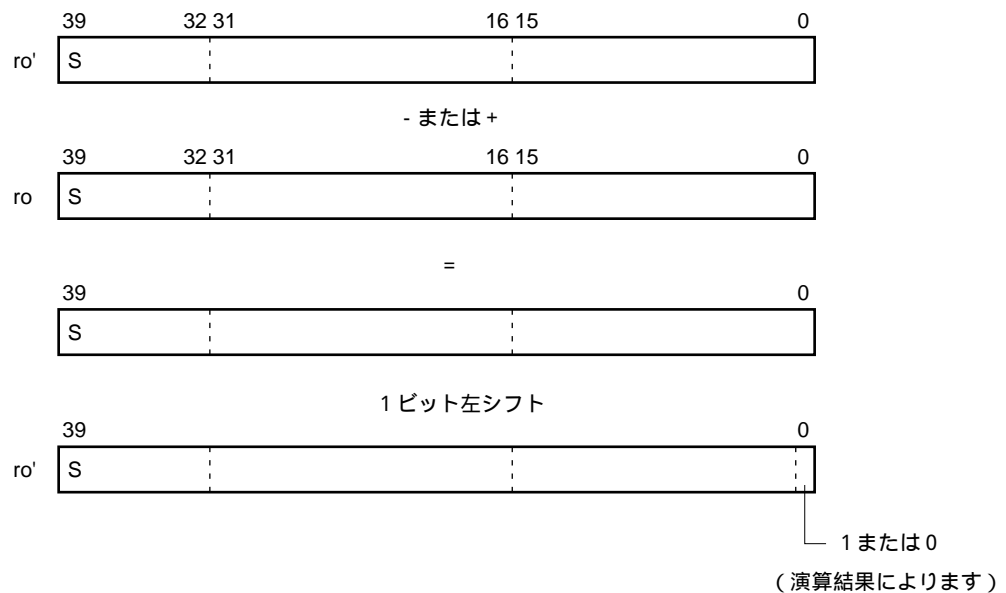 39 32 31 16 15 0
ro' S
- または +
39 32 31 16 15 0
ro S
=
39 0
S
1 ビット左シフト
39 0
ro' S
1 または 0
(演算結果によります)